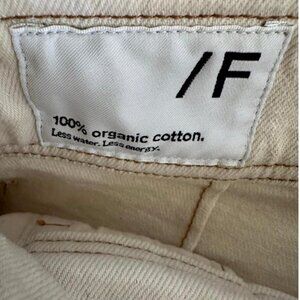 /F
100% organic cotton.
Less water. Less energy.